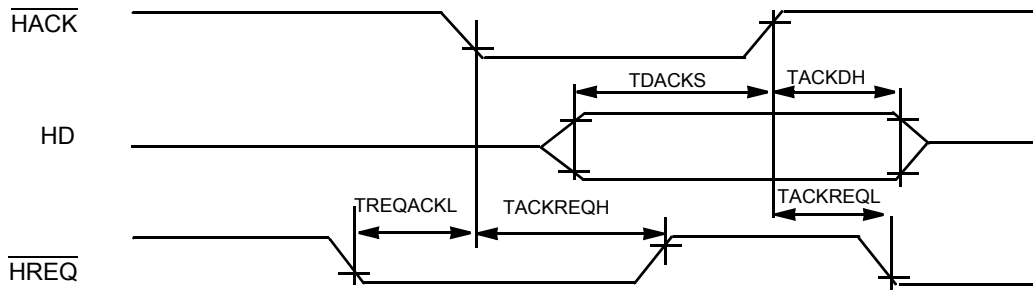 HACK
TDACKS
TACKDH
HD
TREQACKL
TACKREQH
TACKREQL
HREQ